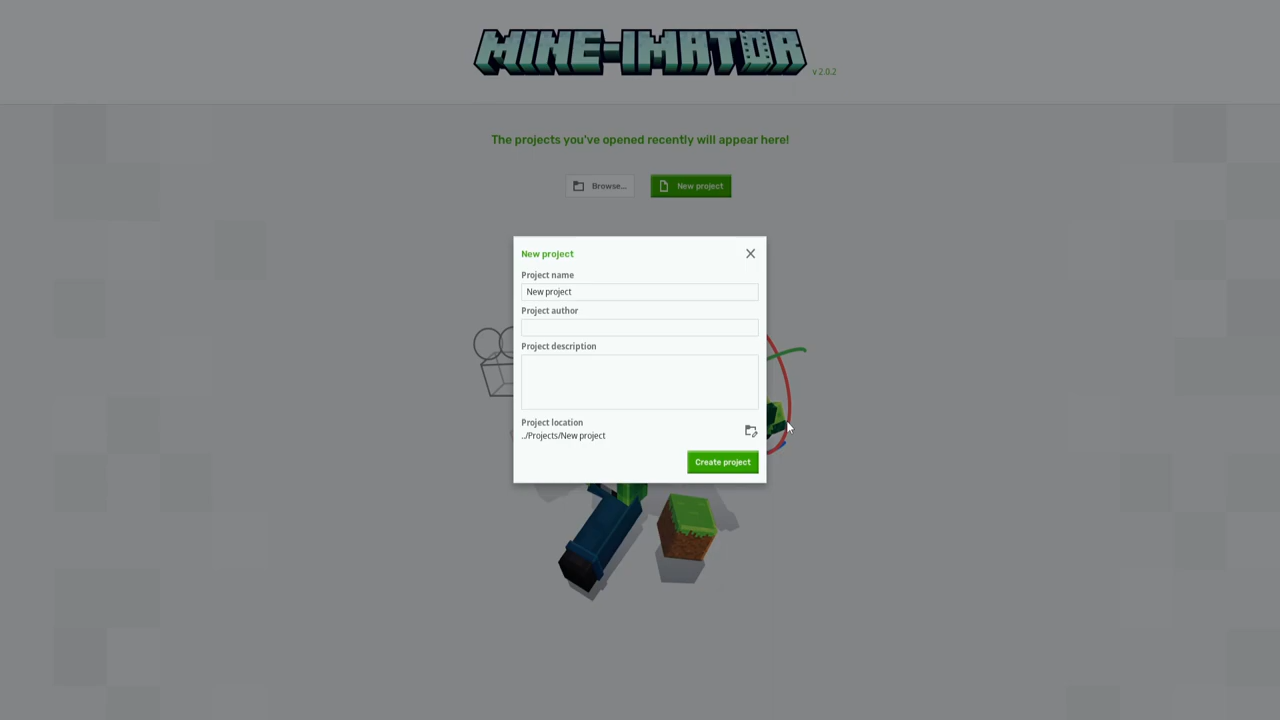 MINE-IMATOR
v 2.0.2
The projects you've opened recently will appear here!
Browse...
New project
New project
Project name
New project
Project author
Project description
Project location
../Projects/New project
Create project